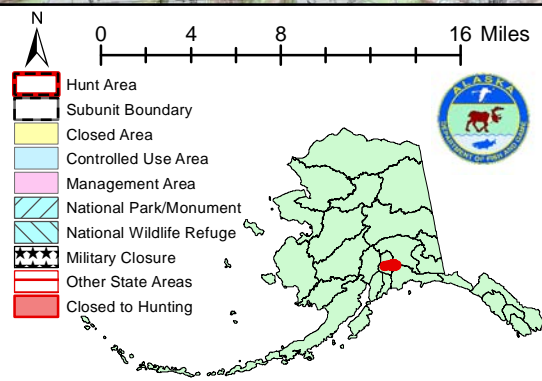 N
0 4 8 16 Miles
Hunt Area
Subunit Boundary
Closed Area
Controlled Use Area
Management Area
National Park/Monument
National Wildlife Refuge
Military Closure
Other State Areas
Closed to Hunting
ALASKA
DEPARTMENT OF FISH AND GAME